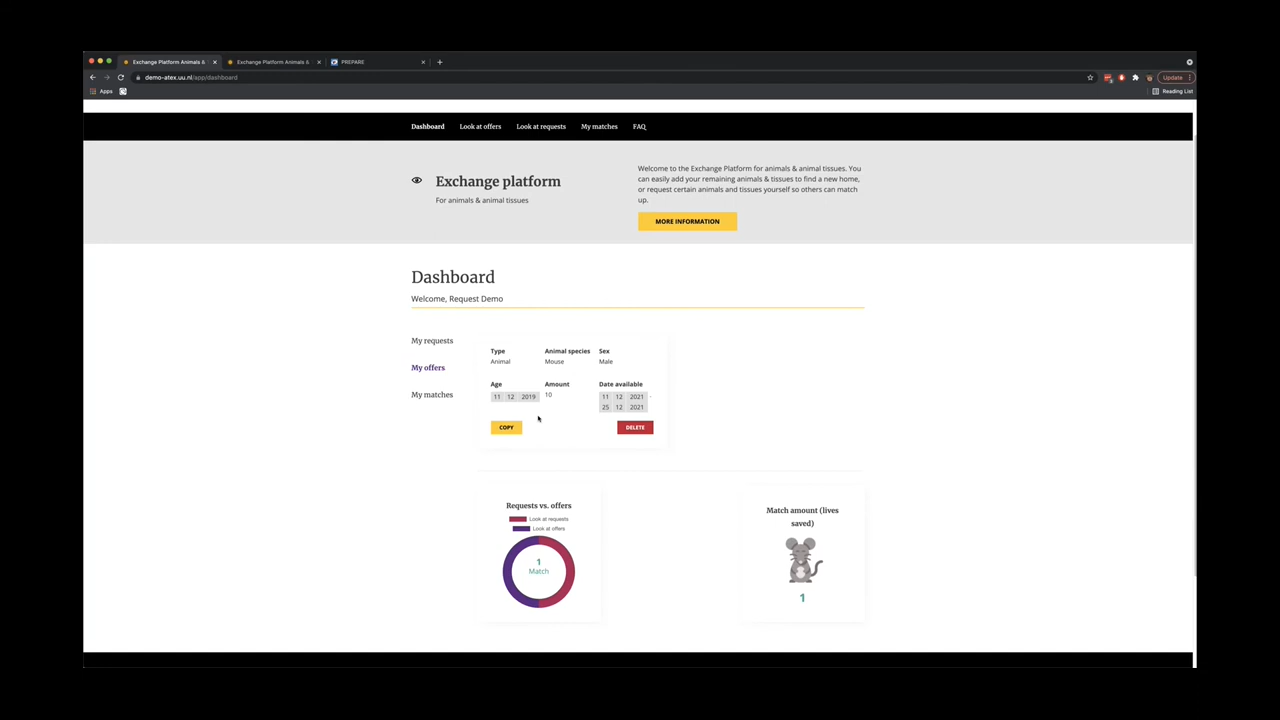 Exchange Platform Animals &
Exchange Platform Animals &
PREPARE
demo-atex.uu.nl/app/dashboard
Update
Apps
Reading List
Dashboard
Look at offers
Look at requests
My matches
FAQ
Exchange platform
For animals & animal tissues
Welcome to the Exchange Platform for animals & animal tissues. You
can easily add your remaining animals & tissues to find a new home,
or request certain animals and tissues yourself so others can match
up.
MORE INFORMATION
Dashboard
Welcome, Request Demo
My requests
My offers
My matches
Type
Animal species
Sex
Animal
Mouse
Male
Age
Amount
Date available
11 12 2019
10
11 12 2021 -
25 12 2021
COPY
DELETE
Requests vs. offers
Look at requests
Look at offers
1
Match
Match amount (lives
saved)
1